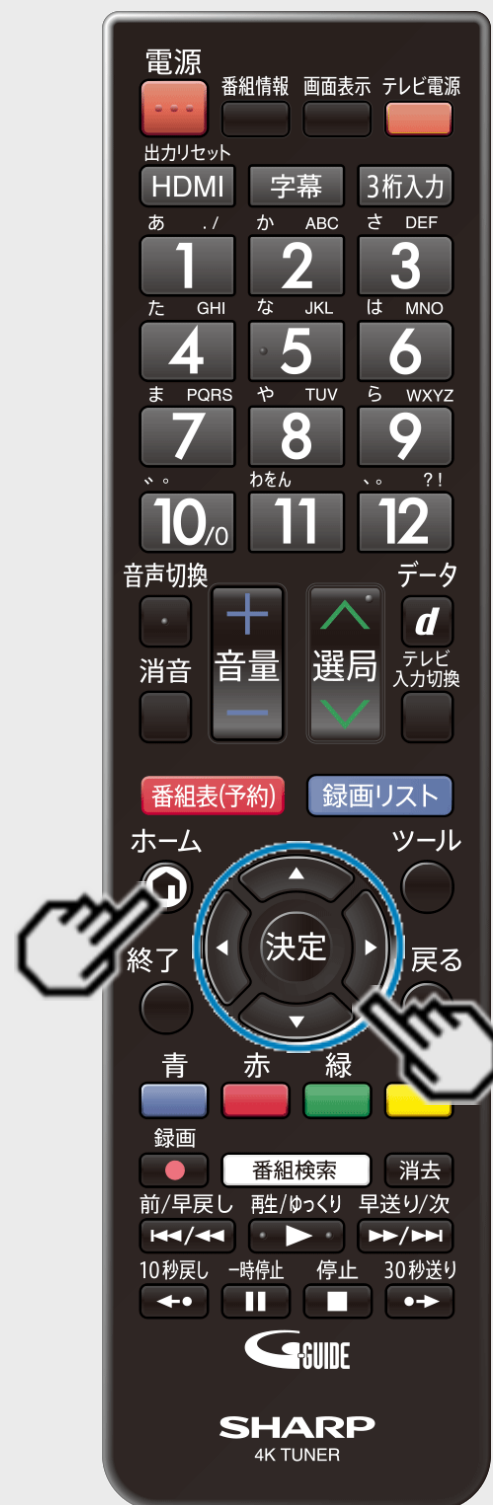 電源
番組情報 画面表示 テレビ電源
出力リセット
HDMI 字幕 3桁入力
あ ./ か ABC さ DEF
1 2 3
た GHI な JKL は MNO
4 5 6
ま PQRS や TUV ら WXYZ
7 8 9
゛゜ わをん 、。 ?!
10/0 11 12
音声切換 データ
+ d
消音 音量 選局 テレビ
入力切換
－
番組表(予約) 録画リスト
ホーム ツール
決定
終了 戻る
青 赤 緑
録画
番組検索 消去
前/早戻し 再生/ゆっくり 早送り/次
10秒戻し 一時停止 停止 30秒送り
G-GUIDE
SHARP
4K TUNER